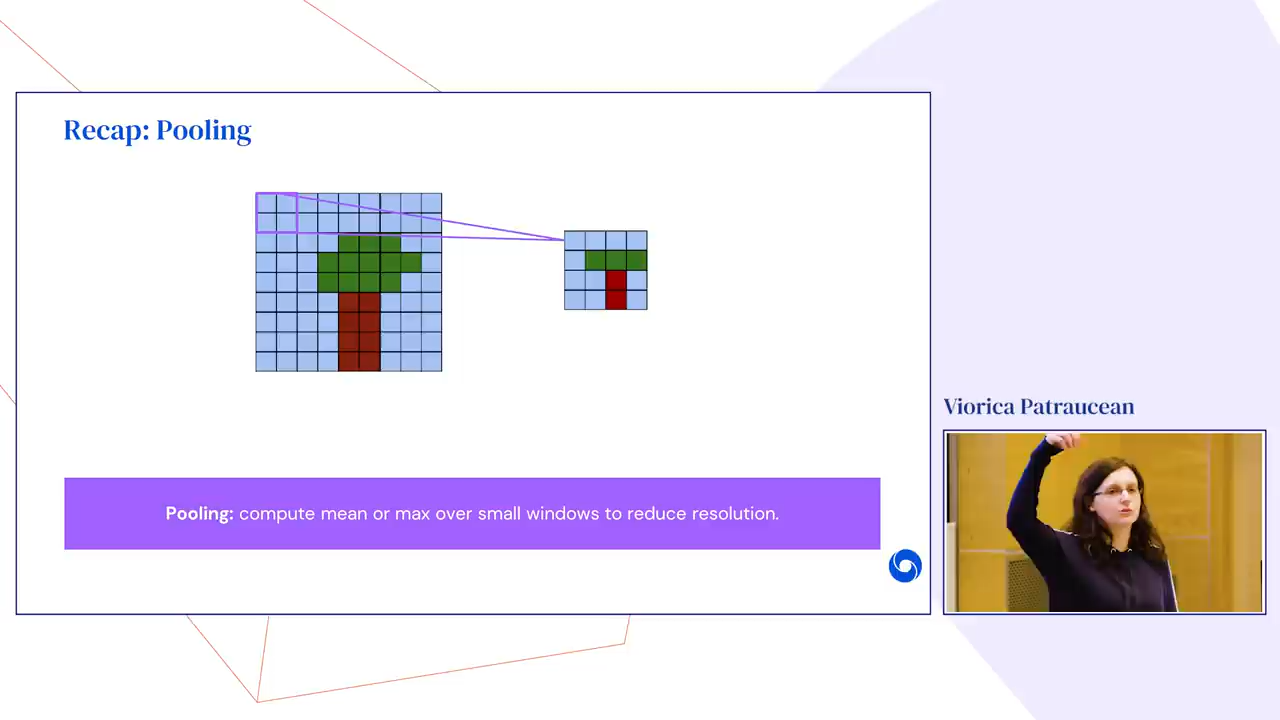 Recap: Pooling
Viorica Patraucean
Pooling: compute mean or max over small windows to reduce resolution.